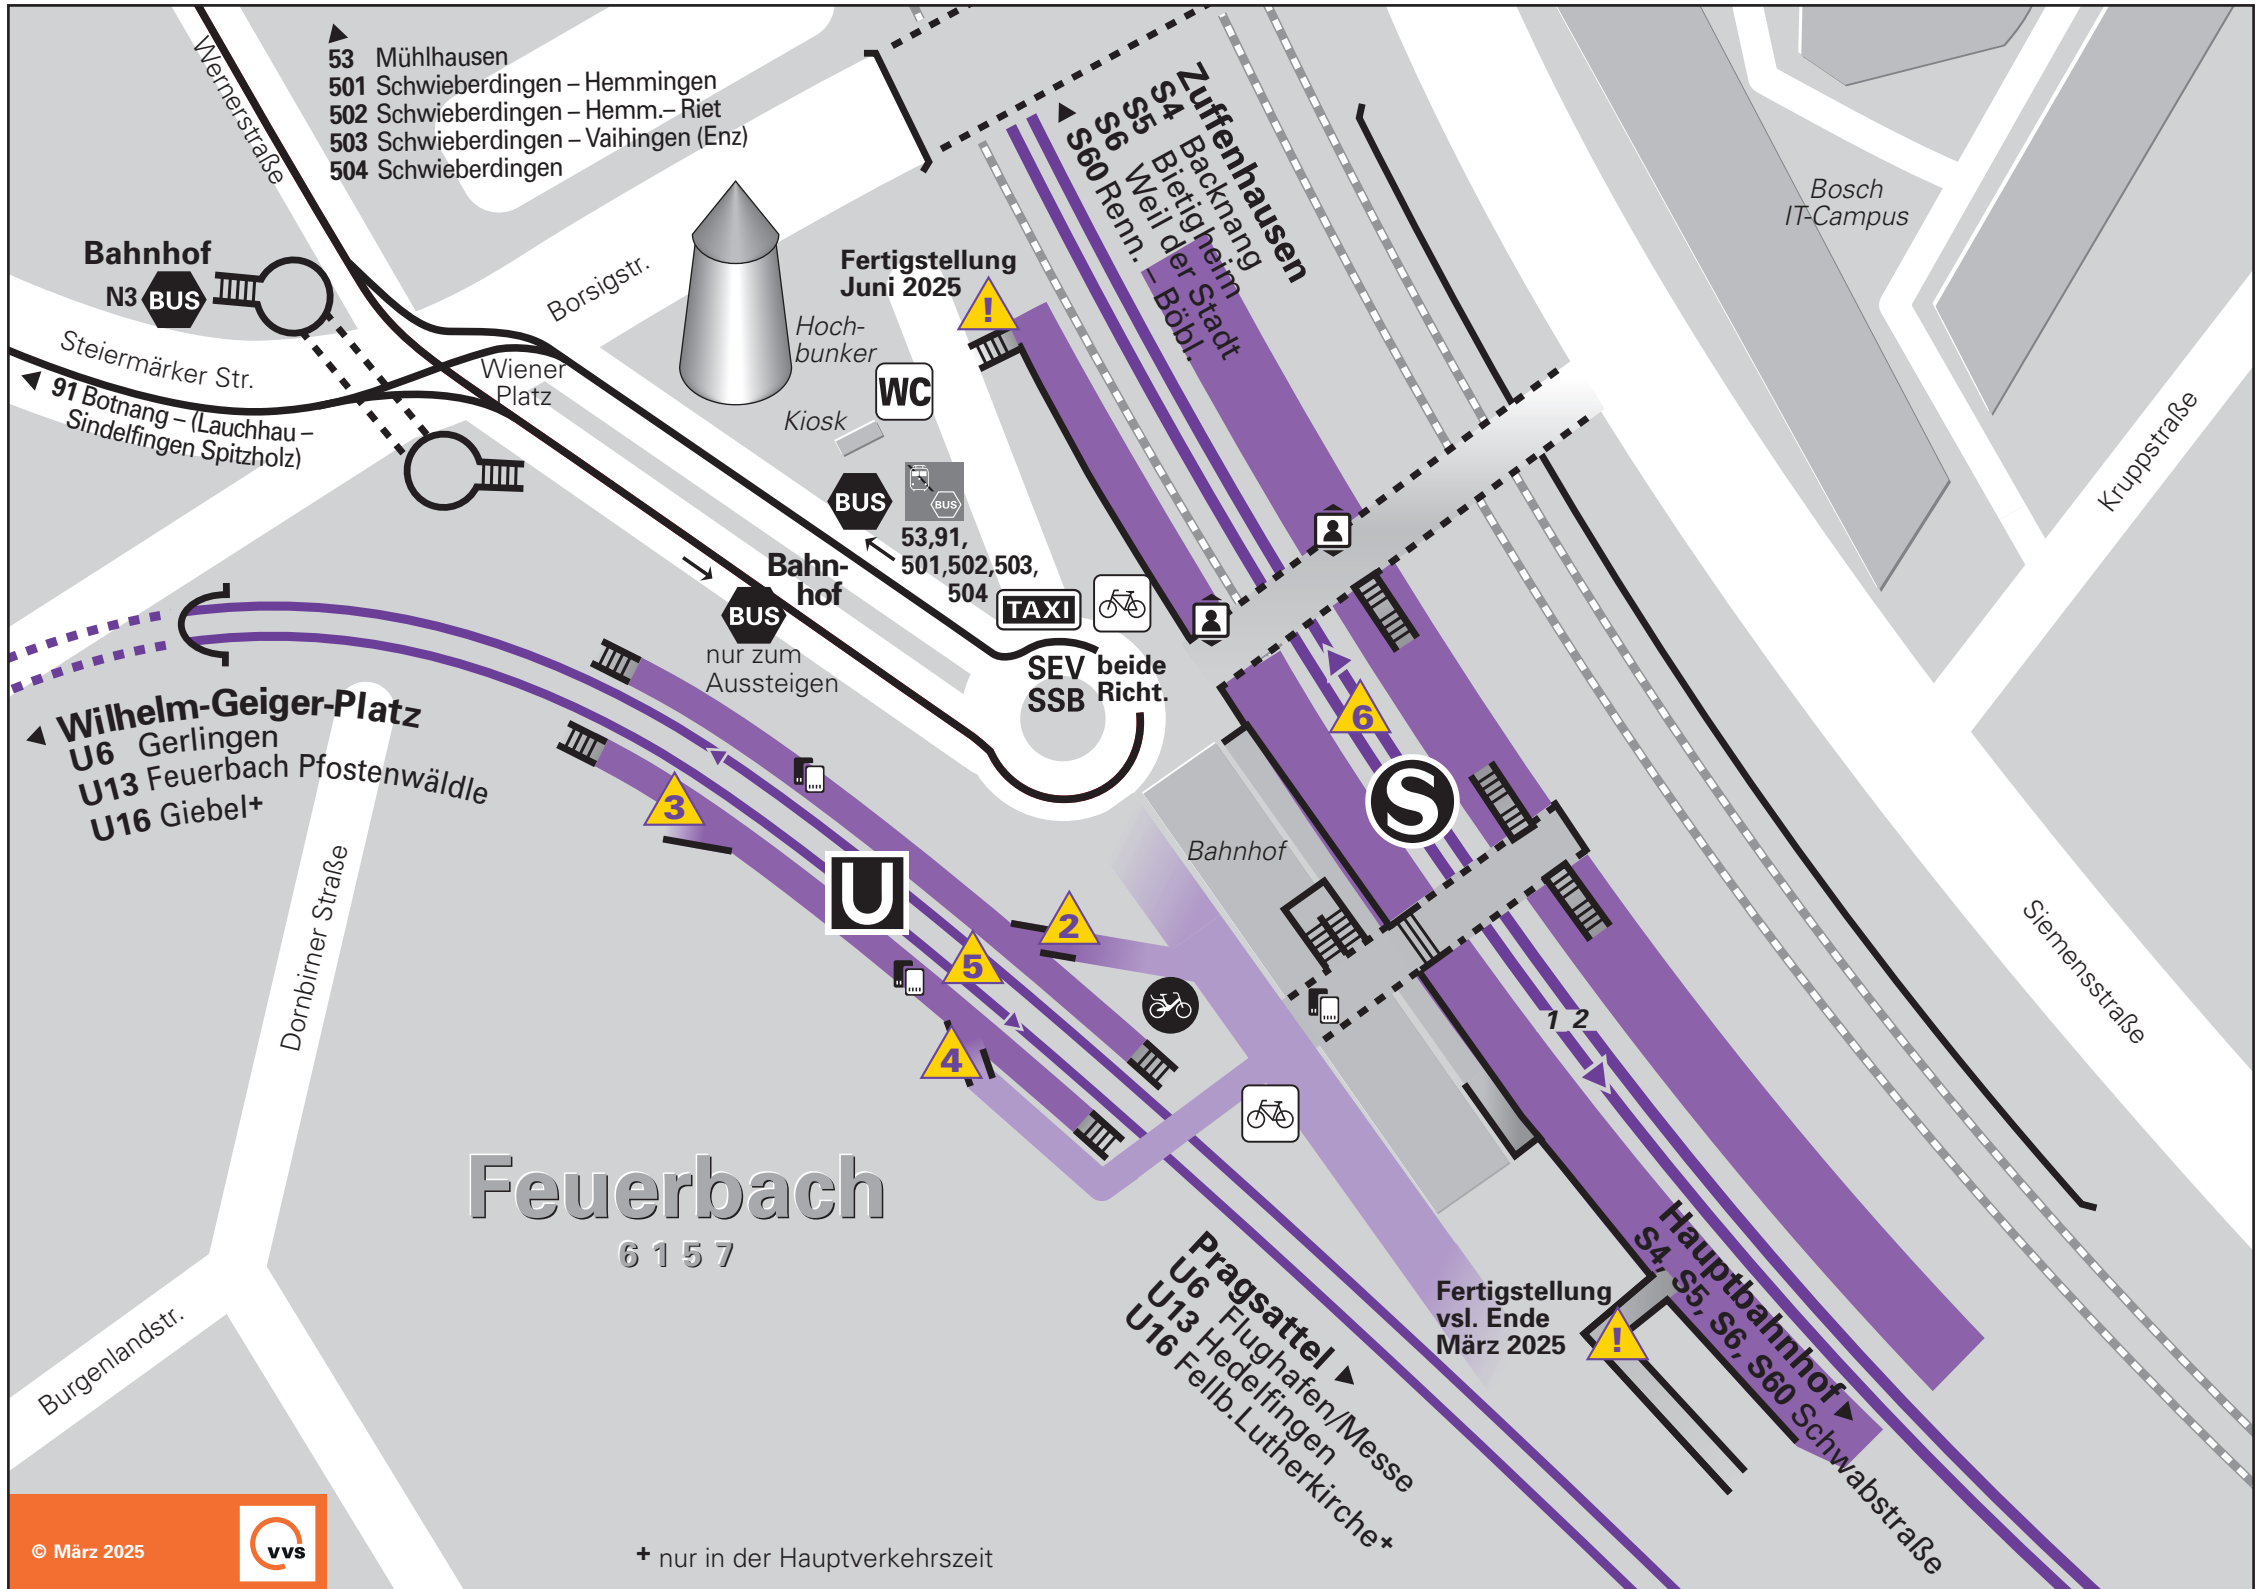 Wernerstraße
53 Mühlhausen
501 Schwieberdingen – Hemmingen
502 Schwieberdingen – Hemm.– Riet
503 Schwieberdingen – Vaihingen (Enz)
504 Schwieberdingen
Zuffenhausen
S4 Backnang
S5 Bietigheim
S6 Weil der Stadt
S60 Renn. – Böbl.
Bosch
IT-Campus
Bahnhof
N3 BUS
Borsigstr.
Fertigstellung
Juni 2025
!
Hoch-
bunker
WC
Kiosk
Steiermärker Str.
Wiener
Platz
91 Botnang – (Lauchhau –
Sindelfingen Spitzholz)
Kruppstraße
BUS
BUS
53,91,
501,502,503,
504
TAXI
Bahn-
hof
BUS
nur zum
Aussteigen
SEV beide
SSB Richt.
Wilhelm-Geiger-Platz
U6 Gerlingen
U13 Feuerbach Pfostenwäldle
U16 Giebel+
6
S
3
U
Bahnhof
2
5
4
Dornbirner Straße
Siemensstraße
1 2
Feuerbach
6157
Pragsattel
U6 Flughafen/Messe
U13 Hedelfingen
U16 Fellb.Lutherkirche+
Fertigstellung
vsl. Ende
März 2025
!
Hauptbahnhof
S4, S5, S6, S60 Schwabstraße
Burgenlandstr.
© März 2025
vvs
+ nur in der Hauptverkehrszeit